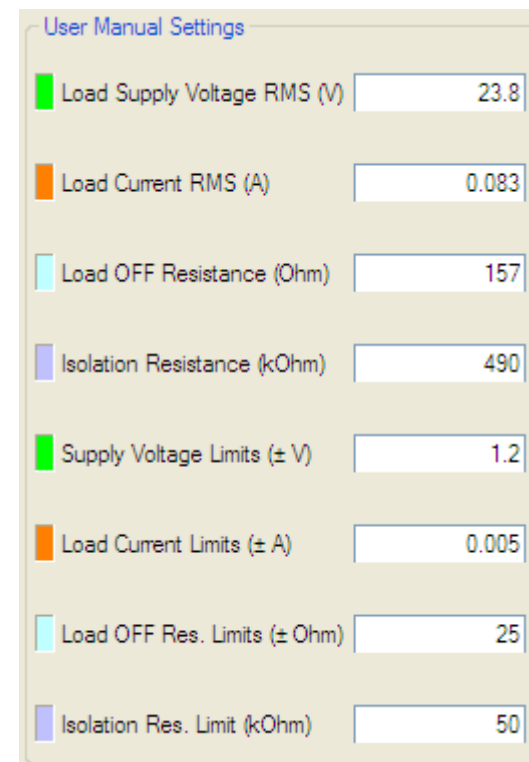 User Manual Settings
Load Supply Voltage RMS (V) 23.8
Load Current RMS (A) 0.083
Load OFF Resistance (Ohm) 157
Isolation Resistance (kOhm) 490
Supply Voltage Limits (± V) 1.2
Load Current Limits (± A) 0.005
Load OFF Res. Limits (± Ohm) 25
Isolation Res. Limit (kOhm) 50